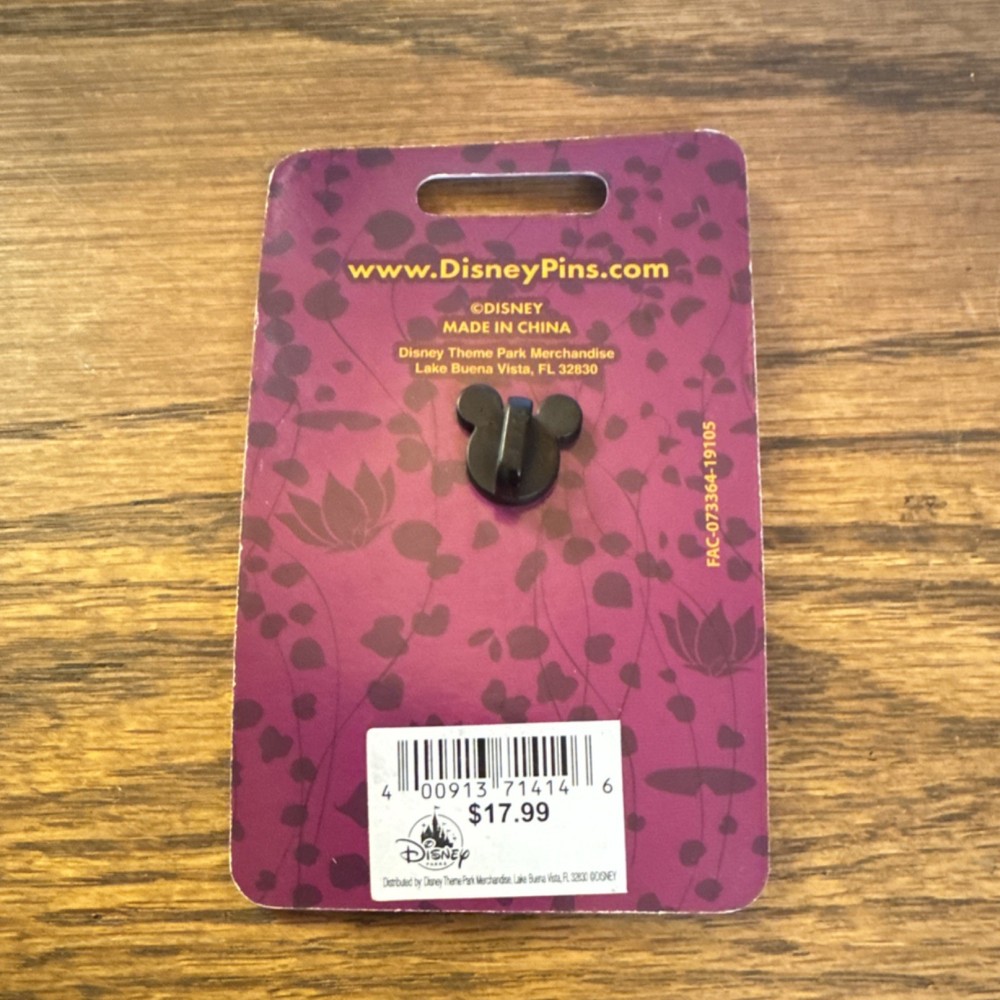 www.DisneyPins.com
©DISNEY
MADE IN CHINA
Disney Theme Park Merchandise
Lake Buena Vista, FL 32830
FAC-073364-19105
4 00913 71414 6
$17.99
Disney
PARKS
Distributed by: Disney Theme Park Merchandise, Lake Buena Vista, FL 32830 ©DISNEY